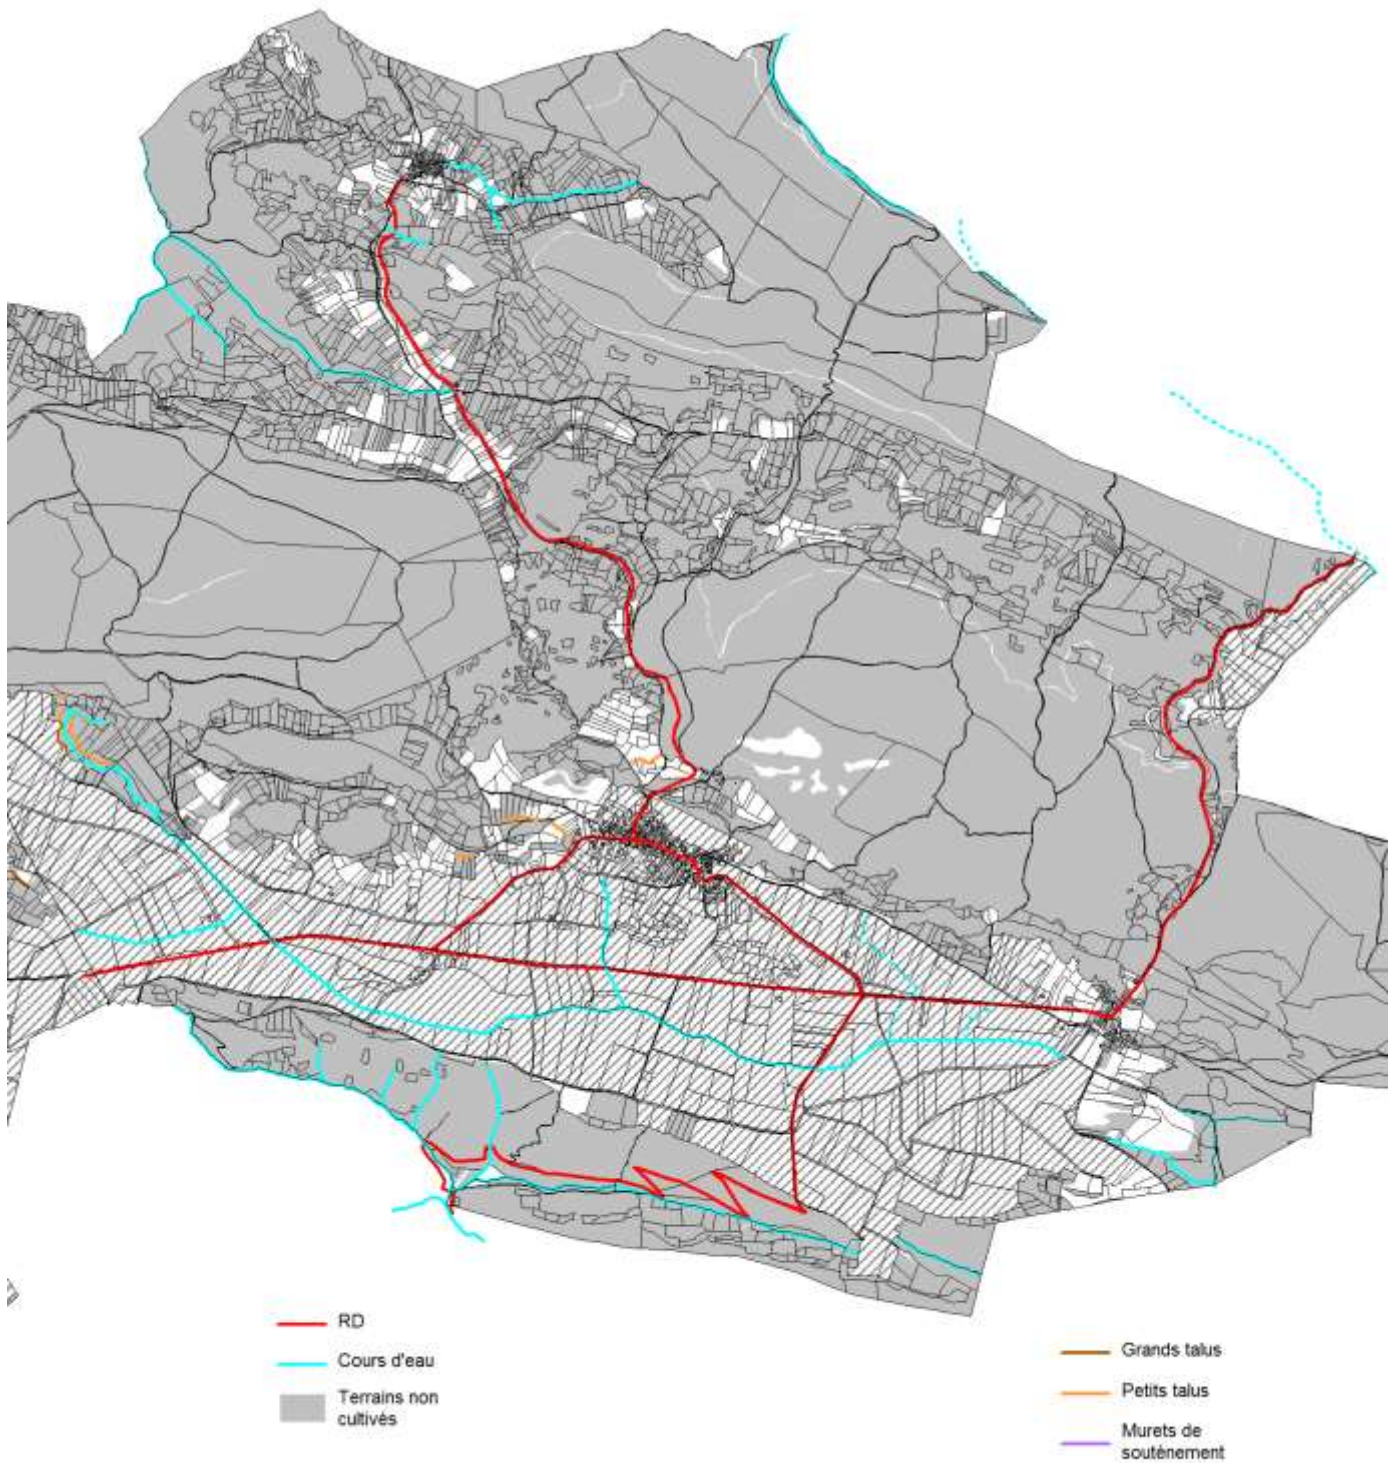 RD
Cours d'eau
Terrains non
cultivés
Grands talus
Petits talus
Murets de
soutènement